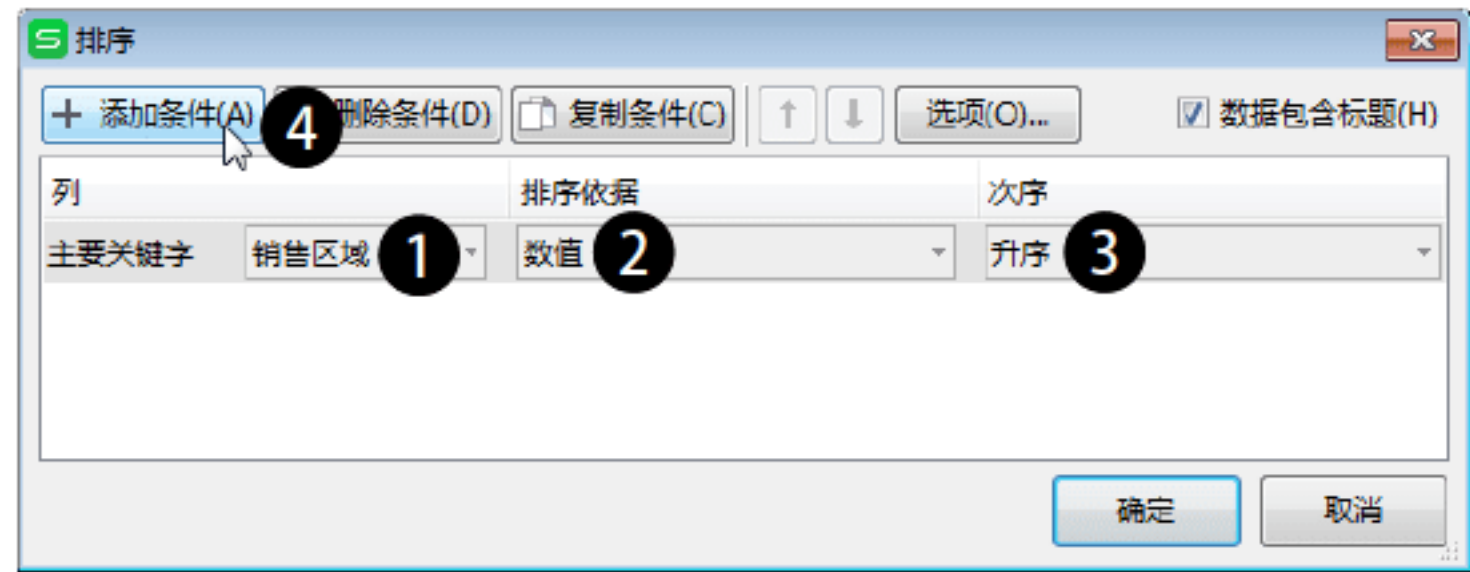 排序
添加条件(A) 4 删除条件(D) 复制条件(C) 选项(O)... 数据包含标题(H)
列 排序依据 次序
主要关键字 销售区域 1 数值 2 升序 3
确定 取消